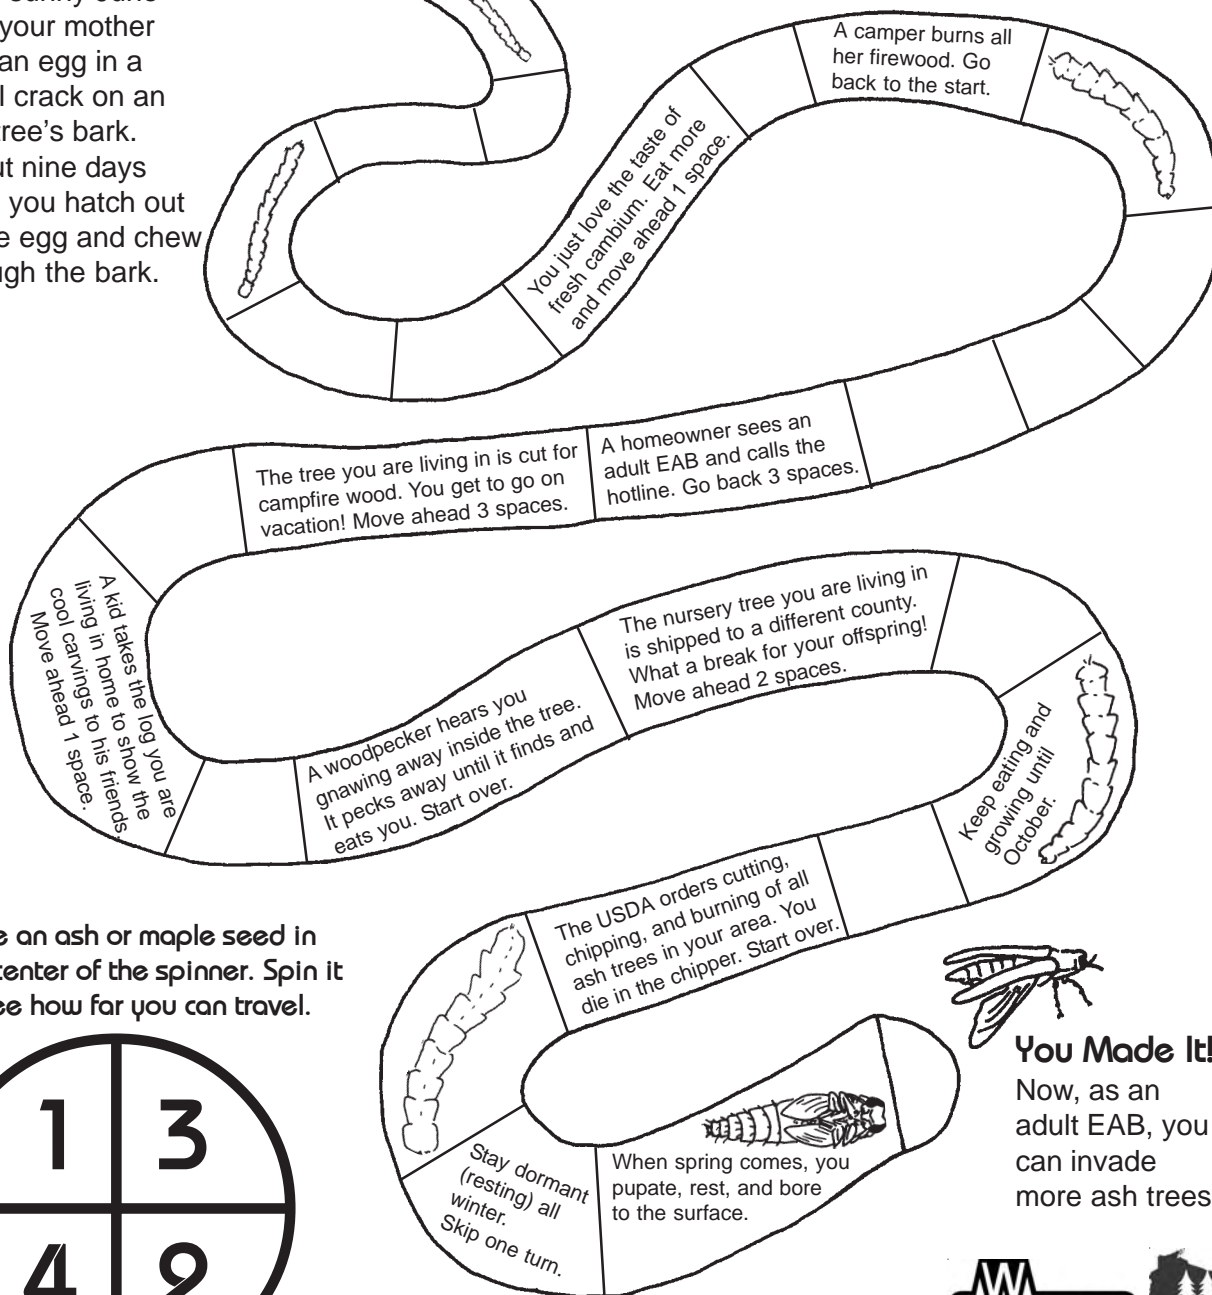 your mother
an egg in a
crack on an
tree's bark.
nine days
you hatch out
egg and chew
the bark.
A camper burns all
her firewood. Go
back to the start.
You just love the taste of
fresh cambium. Eat more
and move ahead 1 space.
A homeowner sees an
adult EAB and calls the
hotline. Go back 3 spaces.
The tree you are living in is cut for
campfire wood. You get to go on
vacation! Move ahead 3 spaces.
A kid takes the log you are
living in home to show the
cool carvings to his friends.
Move ahead 1 space.
A woodpecker hears you
gnawing away inside the tree.
It pecks away until it finds and
eats you. Start over.
The nursery tree you are living in
is shipped to a different county.
What a break for your offspring!
Move ahead 2 spaces.
Keep eating and
growing until
October.
The USDA orders cutting,
chipping, and burning of all
ash trees in your area. You
die in the chipper. Start over.
Stay dormant
(resting) all
winter.
Skip one turn.
When spring comes, you
pupate, rest, and bore
to the surface.
You Made It!
Now, as an
adult EAB, you
can invade
more ash trees
an ash or maple seed in
center of the spinner. Spin it
how far you can travel.
1 3
4 2
W